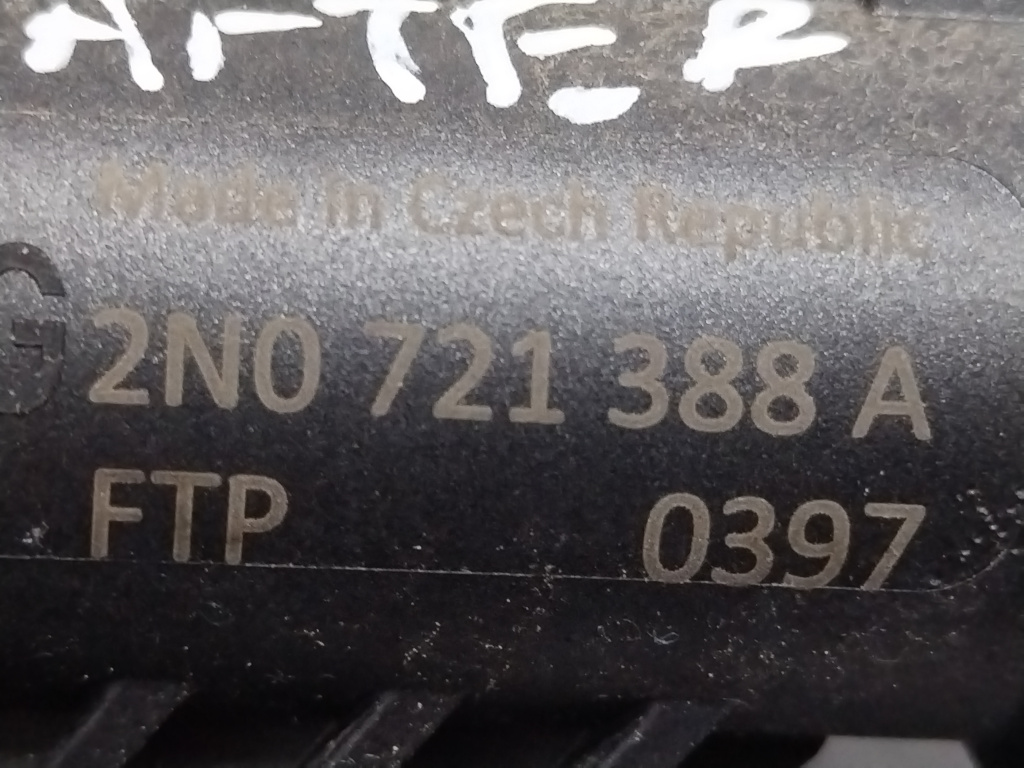 Made in Czech Republic
2N0 721 388 A
FTP 0397